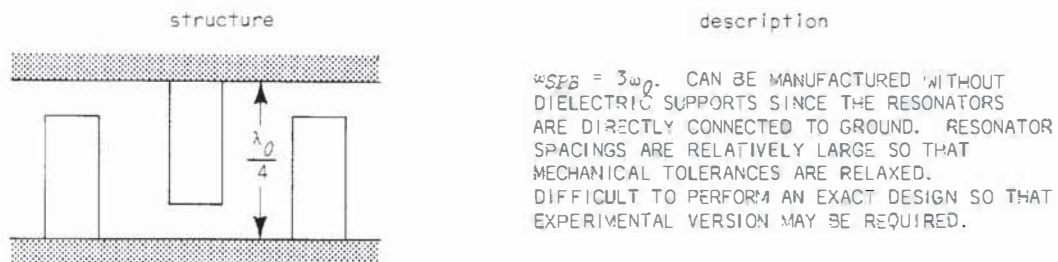 structure
description
λ0
4
ωSPB = 3ω0. CAN BE MANUFACTURED WITHOUT
DIELECTRIC SUPPORTS SINCE THE RESONATORS
ARE DIRECTLY CONNECTED TO GROUND. RESONATOR
SPACINGS ARE RELATIVELY LARGE SO THAT
MECHANICAL TOLERANCES ARE RELAXED.
DIFFICULT TO PERFORM AN EXACT DESIGN SO THAT
EXPERIMENTAL VERSION MAY BE REQUIRED.